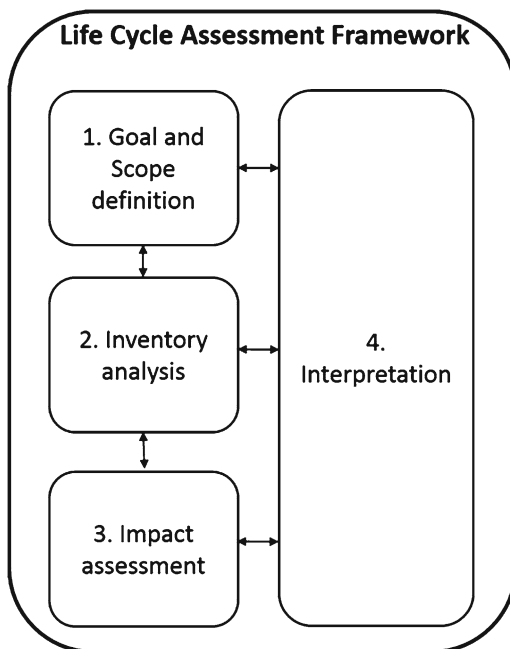 Life Cycle Assessment Framework
1. Goal and
Scope
definition
2. Inventory
analysis
3. Impact
assessment
4.
Interpretation